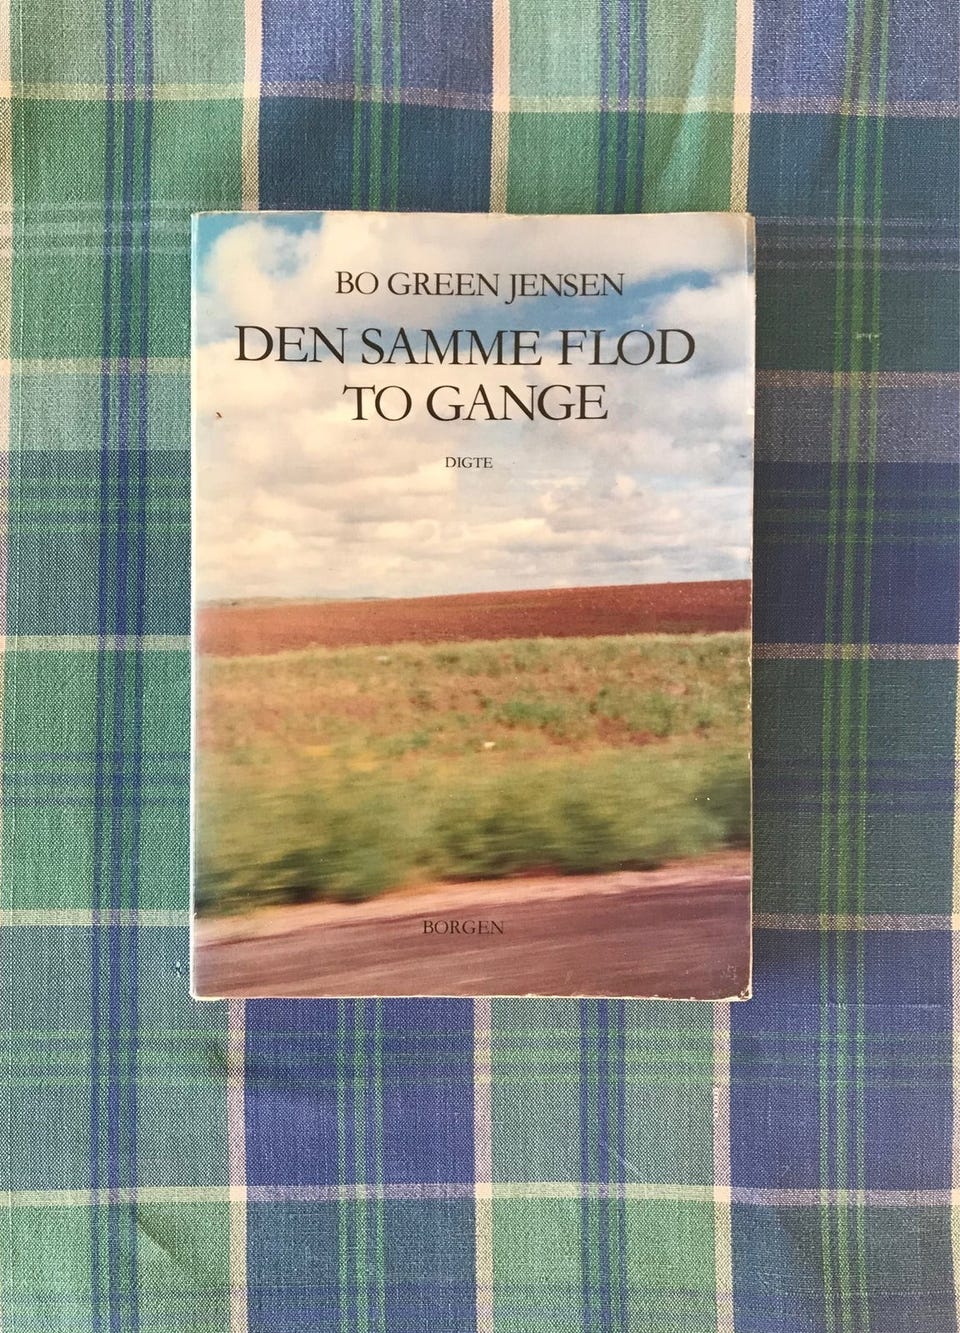 BO GREEN JENSEN
DEN SAMME FLOD
TO GANGE
DIGTE
BORGEN